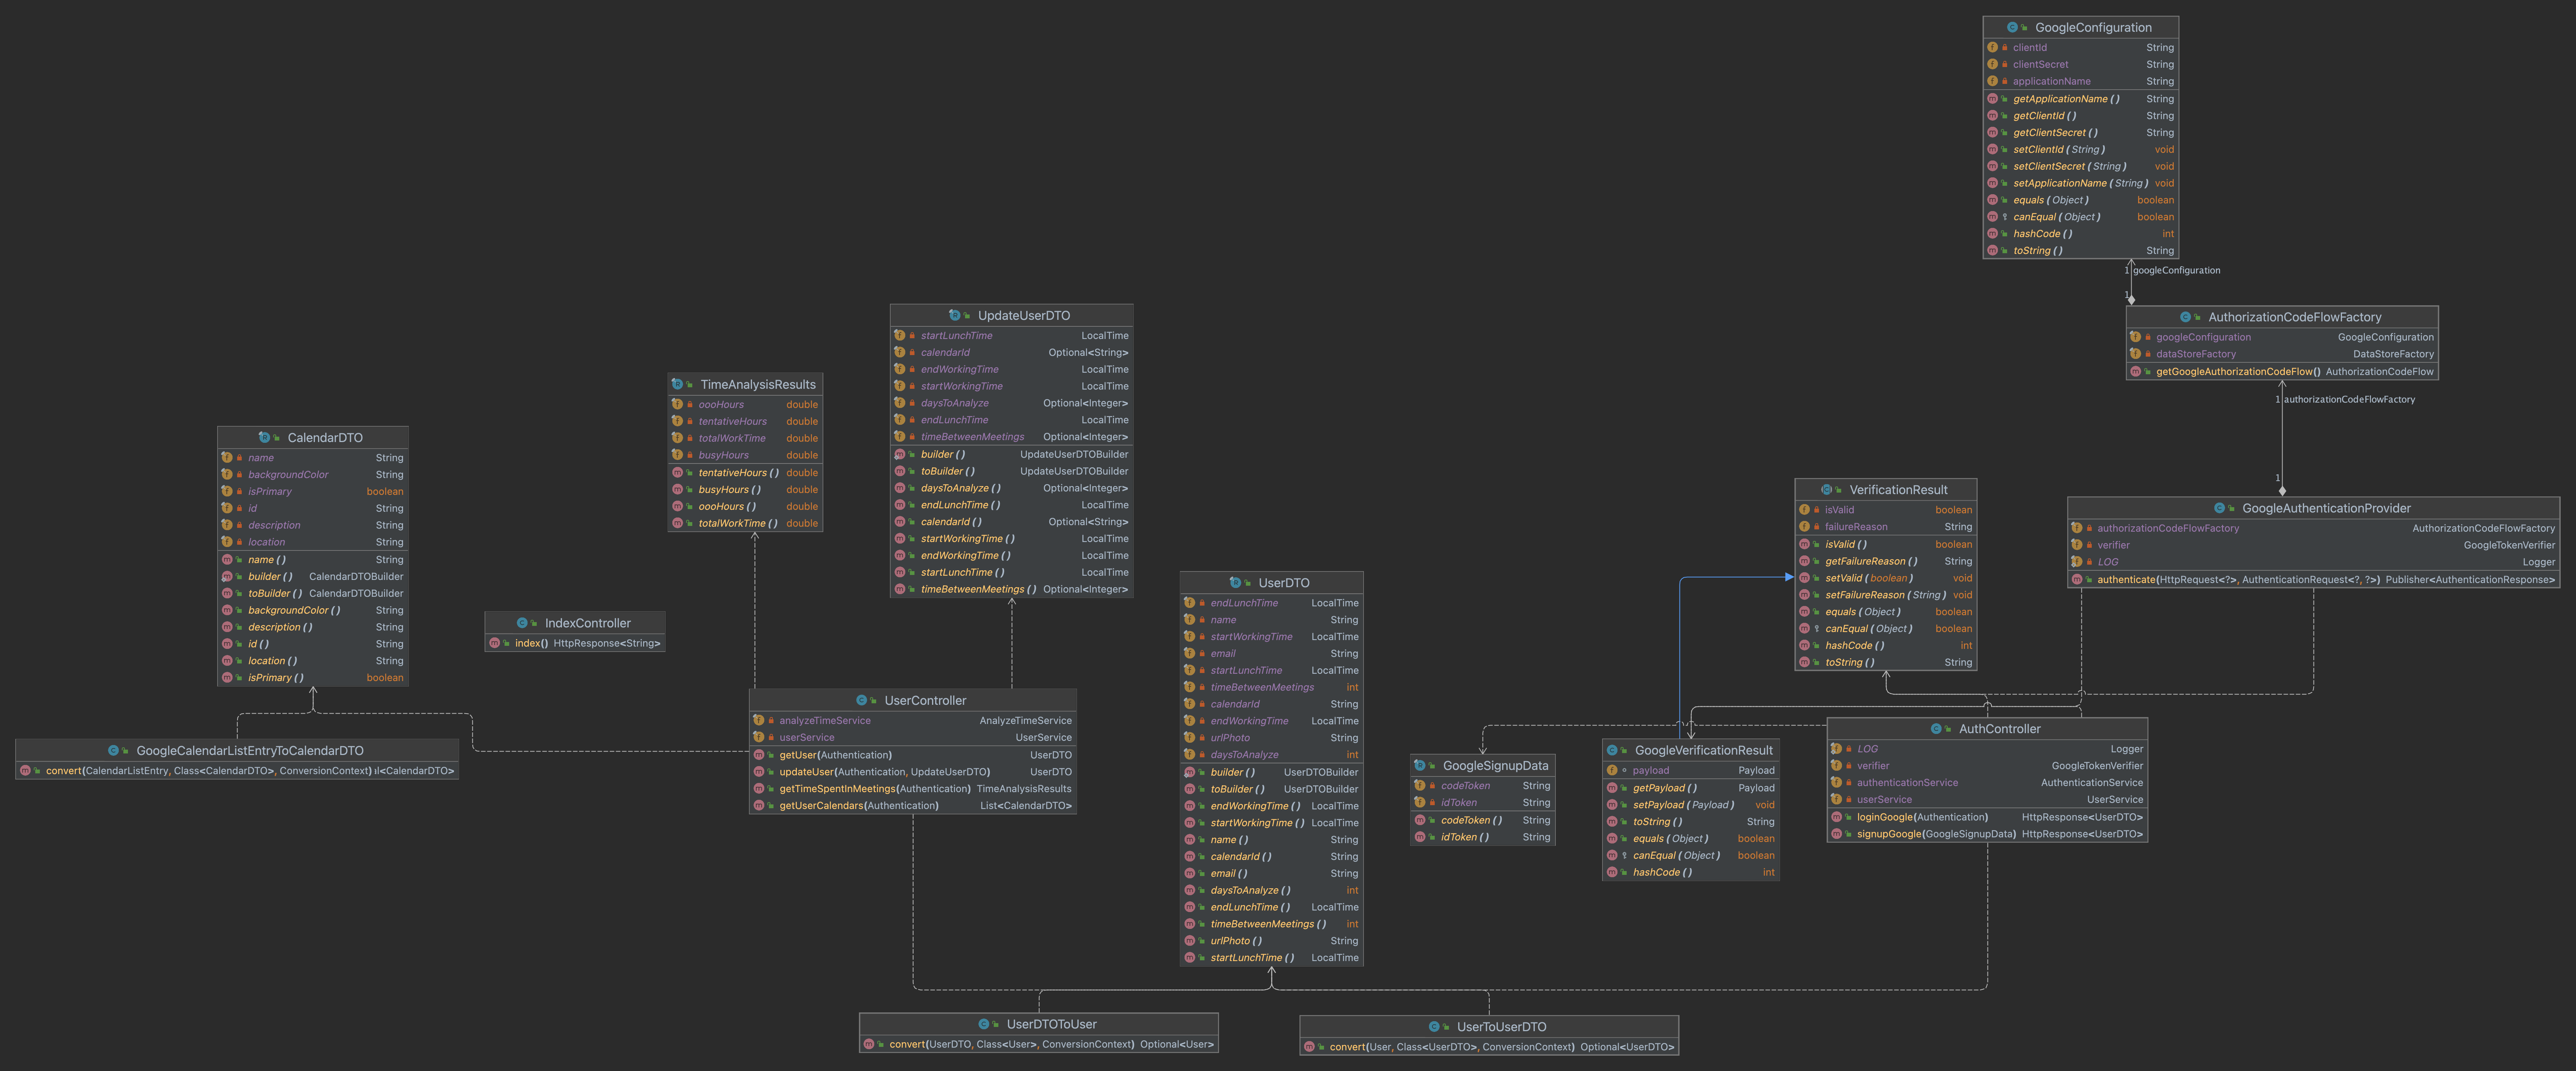 GoogleConfiguration
clientId String
clientSecret String
applicationName String
getApplicationName() String
getClientId() String
getClientSecret() String
setClientId(String) void
setClientSecret(String) void
setApplicationName(String) void
equals(Object) boolean
canEqual(Object) boolean
hashCode() int
toString() String
1 googleConfiguration
1
AuthorizationCodeFlowFactory
googleConfiguration GoogleConfiguration
dataStoreFactory DataStoreFactory
getGoogleAuthorizationCodeFlow() AuthorizationCodeFlow
1 authorizationCodeFlowFactory
1
GoogleAuthenticationProvider
authorizationCodeFlowFactory AuthorizationCodeFlowFactory
verifier GoogleTokenVerifier
LOG Logger
authenticate(HttpRequest<?>, AuthenticationRequest<?, ?>) Publisher<AuthenticationResponse>
UpdateUserDTO
startLunchTime LocalTime
calendarId Optional<String>
endWorkingTime LocalTime
startWorkingTime LocalTime
daysToAnalyze Optional<Integer>
endLunchTime LocalTime
timeBetweenMeetings Optional<Integer>
builder() UpdateUserDTOBuilder
toBuilder() UpdateUserDTOBuilder
daysToAnalyze() Optional<Integer>
endLunchTime() LocalTime
calendarId() Optional<String>
startWorkingTime() LocalTime
endWorkingTime() LocalTime
startLunchTime() LocalTime
timeBetweenMeetings() Optional<Integer>
TimeAnalysisResults
oooHours double
tentativeHours double
totalWorkTime double
busyHours double
tentativeHours() double
busyHours() double
oooHours() double
totalWorkTime() double
CalendarDTO
name String
backgroundColor String
isPrimary boolean
id String
description String
location String
name() String
builder() CalendarDTOBuilder
toBuilder() CalendarDTOBuilder
backgroundColor() String
description() String
id() String
location() String
isPrimary() boolean
IndexController
index() HttpResponse<String>
VerificationResult
isValid boolean
failureReason String
isValid() boolean
getFailureReason() String
setValid(boolean) void
setFailureReason(String) void
equals(Object) boolean
canEqual(Object) boolean
hashCode() int
toString() String
UserDTO
endLunchTime LocalTime
name String
startWorkingTime LocalTime
email String
startLunchTime LocalTime
timeBetweenMeetings int
calendarId String
endWorkingTime LocalTime
urlPhoto String
daysToAnalyze int
builder() UserDTOBuilder
toBuilder() UserDTOBuilder
endWorkingTime() LocalTime
startWorkingTime() LocalTime
name() String
calendarId() String
email() String
daysToAnalyze() int
endLunchTime() LocalTime
timeBetweenMeetings() int
urlPhoto() String
startLunchTime() LocalTime
UserController
analyzeTimeService AnalyzeTimeService
userService UserService
getUser(Authentication) UserDTO
updateUser(Authentication, UpdateUserDTO) UserDTO
getTimeSpentInMeetings(Authentication) TimeAnalysisResults
getUserCalendars(Authentication) List<CalendarDTO>
GoogleCalendarListEntryToCalendarDTO
convert(CalendarListEntry, Class<CalendarDTO>, ConversionContext) ıl<CalendarDTO>
GoogleSignupData
codeToken String
idToken String
codeToken() String
idToken() String
GoogleVerificationResult
payload Payload
getPayload() Payload
setPayload(Payload) void
toString() String
equals(Object) boolean
canEqual(Object) boolean
hashCode() int
AuthController
LOG Logger
verifier GoogleTokenVerifier
authenticationService AuthenticationService
userService UserService
loginGoogle(Authentication) HttpResponse<UserDTO>
signupGoogle(GoogleSignupData) HttpResponse<UserDTO>
UserDTOToUser
convert(UserDTO, Class<User>, ConversionContext) Optional<User>
UserToUserDTO
convert(User, Class<UserDTO>, ConversionContext) Optional<UserDTO>